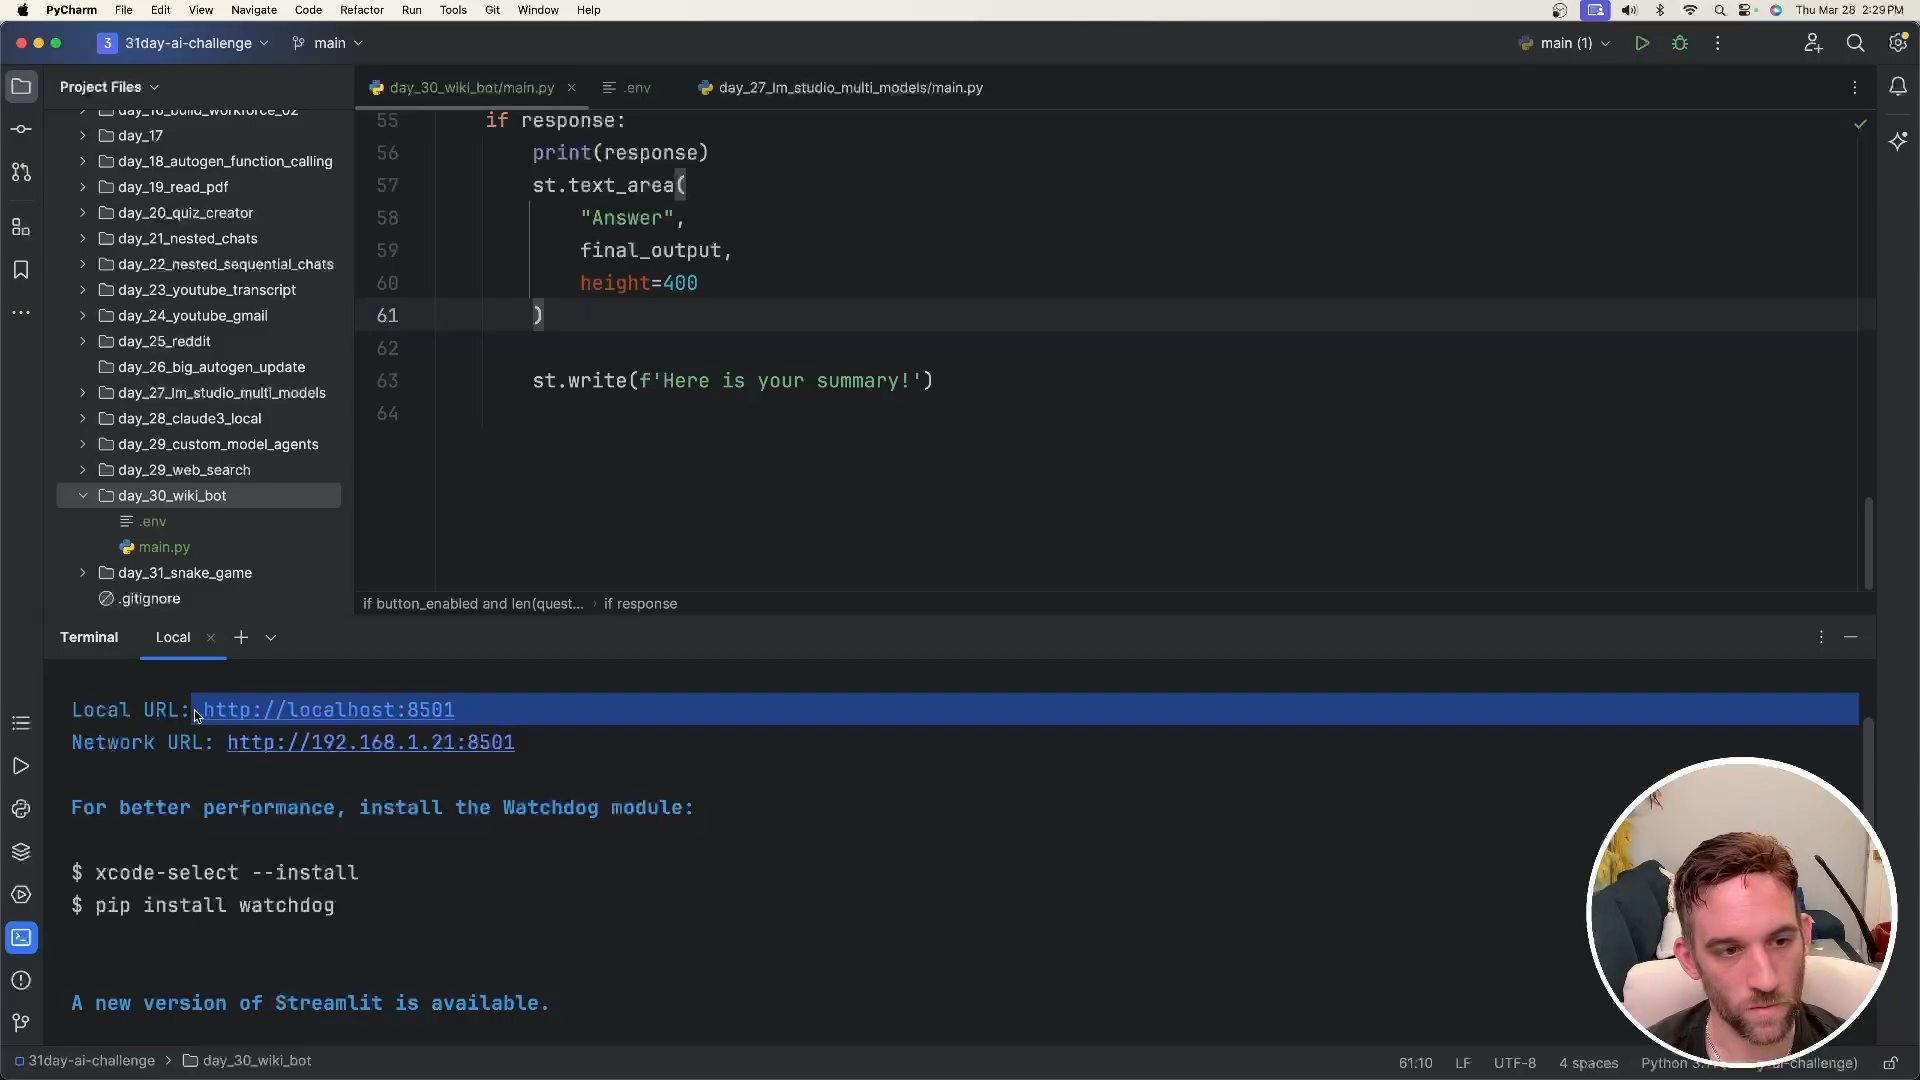 PyCharm File Edit View Navigate Code Refactor Run Tools Git Window Help Thu Mar 28 2:29 PM
3 31day-ai-challenge main main (1)
Project Files
day_30_wiki_bot/main.py .env day_27_lm_studio_multi_models/main.py
day_16_build_workforce_02
day_17
day_18_autogen_function_calling
day_19_read_pdf
day_20_quiz_creator
day_21_nested_chats
day_22_nested_sequential_chats
day_23_youtube_transcript
day_24_youtube_gmail
day_25_reddit
day_26_big_autogen_update
day_27_lm_studio_multi_models
day_28_claude3_local
day_29_custom_model_agents
day_29_web_search
day_30_wiki_bot
.env
main.py
day_31_snake_game
.gitignore
55 if response:
56 print(response)
57 st.text_area(
58 "Answer",
59 final_output,
60 height=400
61 )
62
63 st.write(f'Here is your summary!')
64
if button_enabled and len(quest... › if response
Terminal Local
Local URL: http://localhost:8501
Network URL: http://192.168.1.21:8501
For better performance, install the Watchdog module:
$ xcode-select --install
$ pip install watchdog
A new version of Streamlit is available.
31day-ai-challenge › day_30_wiki_bot 61:10 LF UTF-8 4 spaces Python